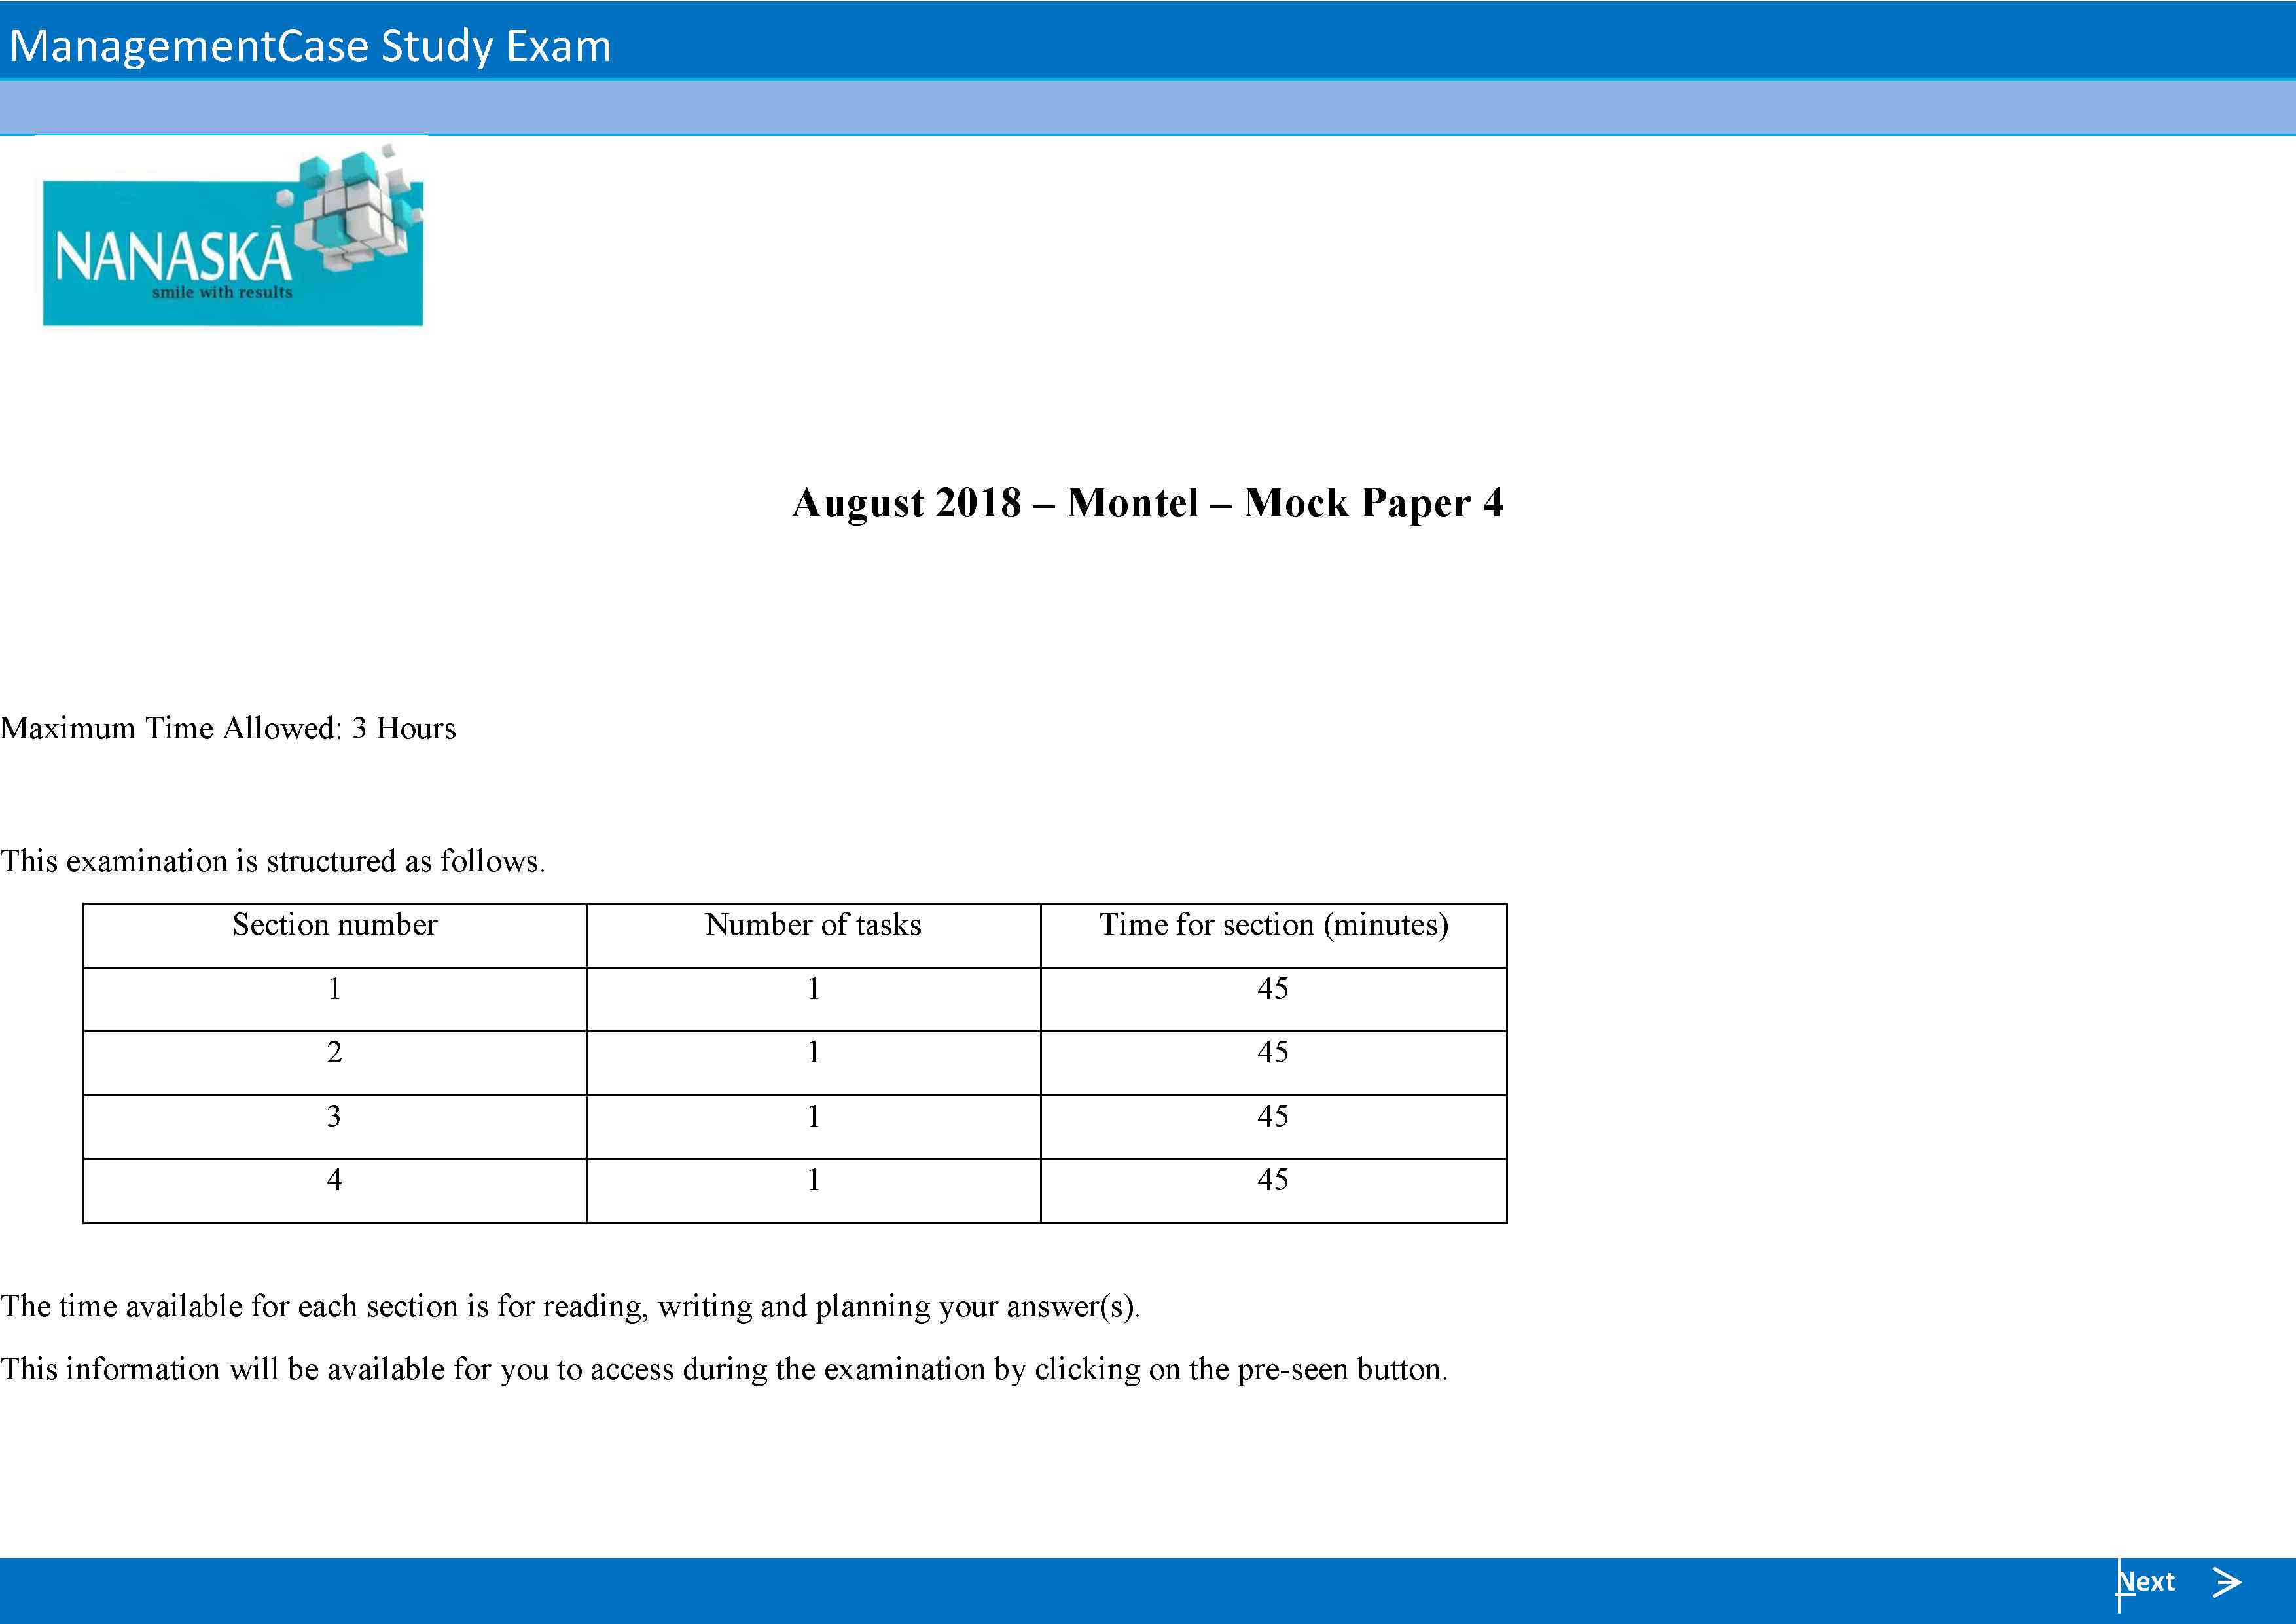 ManagementCase Study Exam
NANASKĀ
smile with results
August 2018 – Montel – Mock Paper 4
Maximum Time Allowed: 3 Hours
This examination is structured as follows.
Section number Number of tasks Time for section (minutes)
1 1 45
2 1 45
3 1 45
4 1 45
The time available for each section is for reading, writing and planning your answer(s).
This information will be available for you to access during the examination by clicking on the pre-seen button.
Next